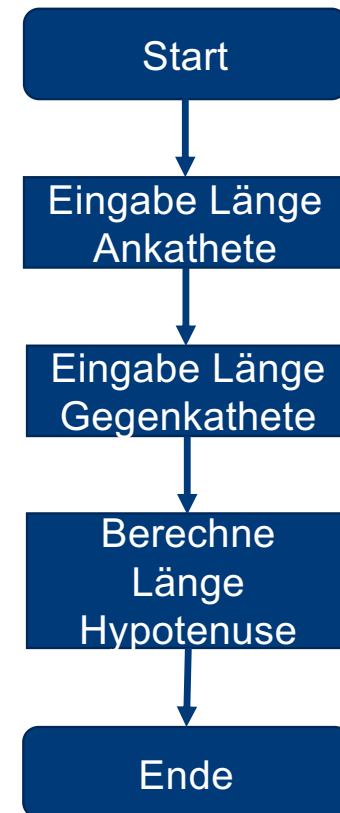 Start
Eingabe Länge
Ankathete
Eingabe Länge
Gegenkathete
Berechne
Länge
Hypotenuse
Ende